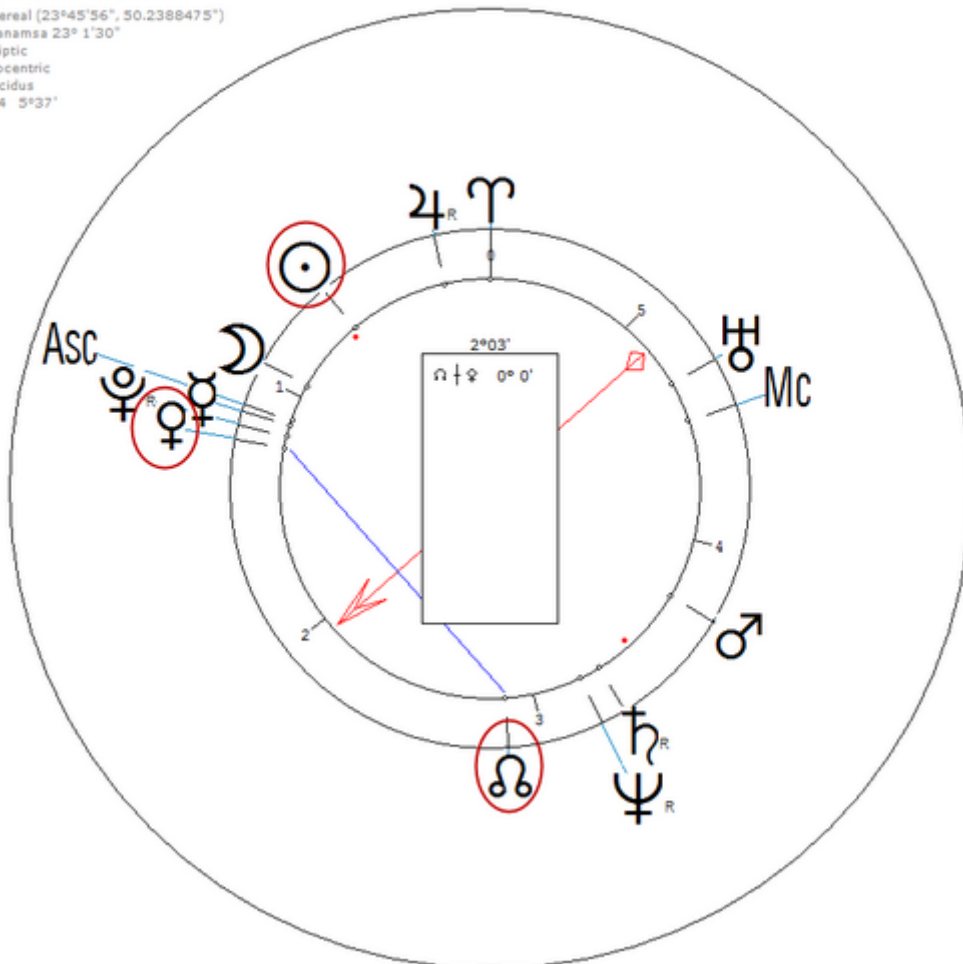 ereal (23°45'56", 50.2388475")
anamsa 23° 1'30"
iptic
ocentric
cidus
4 5°37'
♃ R ♈
0
☉
5
♅
Asc ☽
2°03'
☊ ⚴ 0° 0'
Mc
1
♇ R ☿
♀
4
♂
2
3
♄ R
☊
♆ R